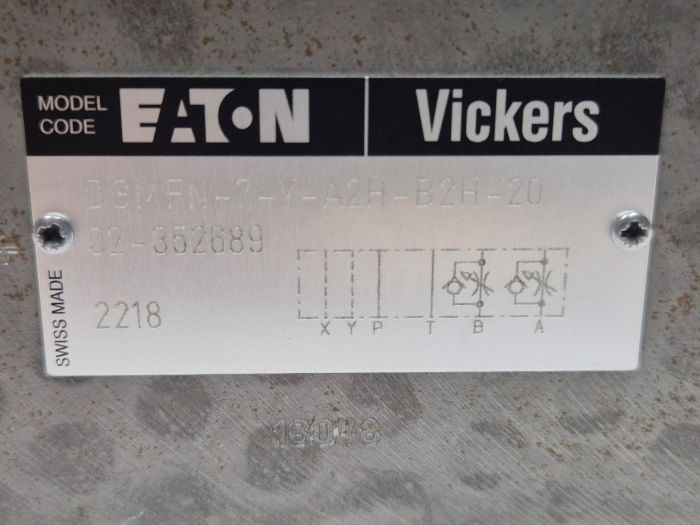 MODEL CODE
EATON
Vickers
DGMFN-7-Y-A2H-B2H-20
02-352689
2218
SWISS MADE
X Y P T B A